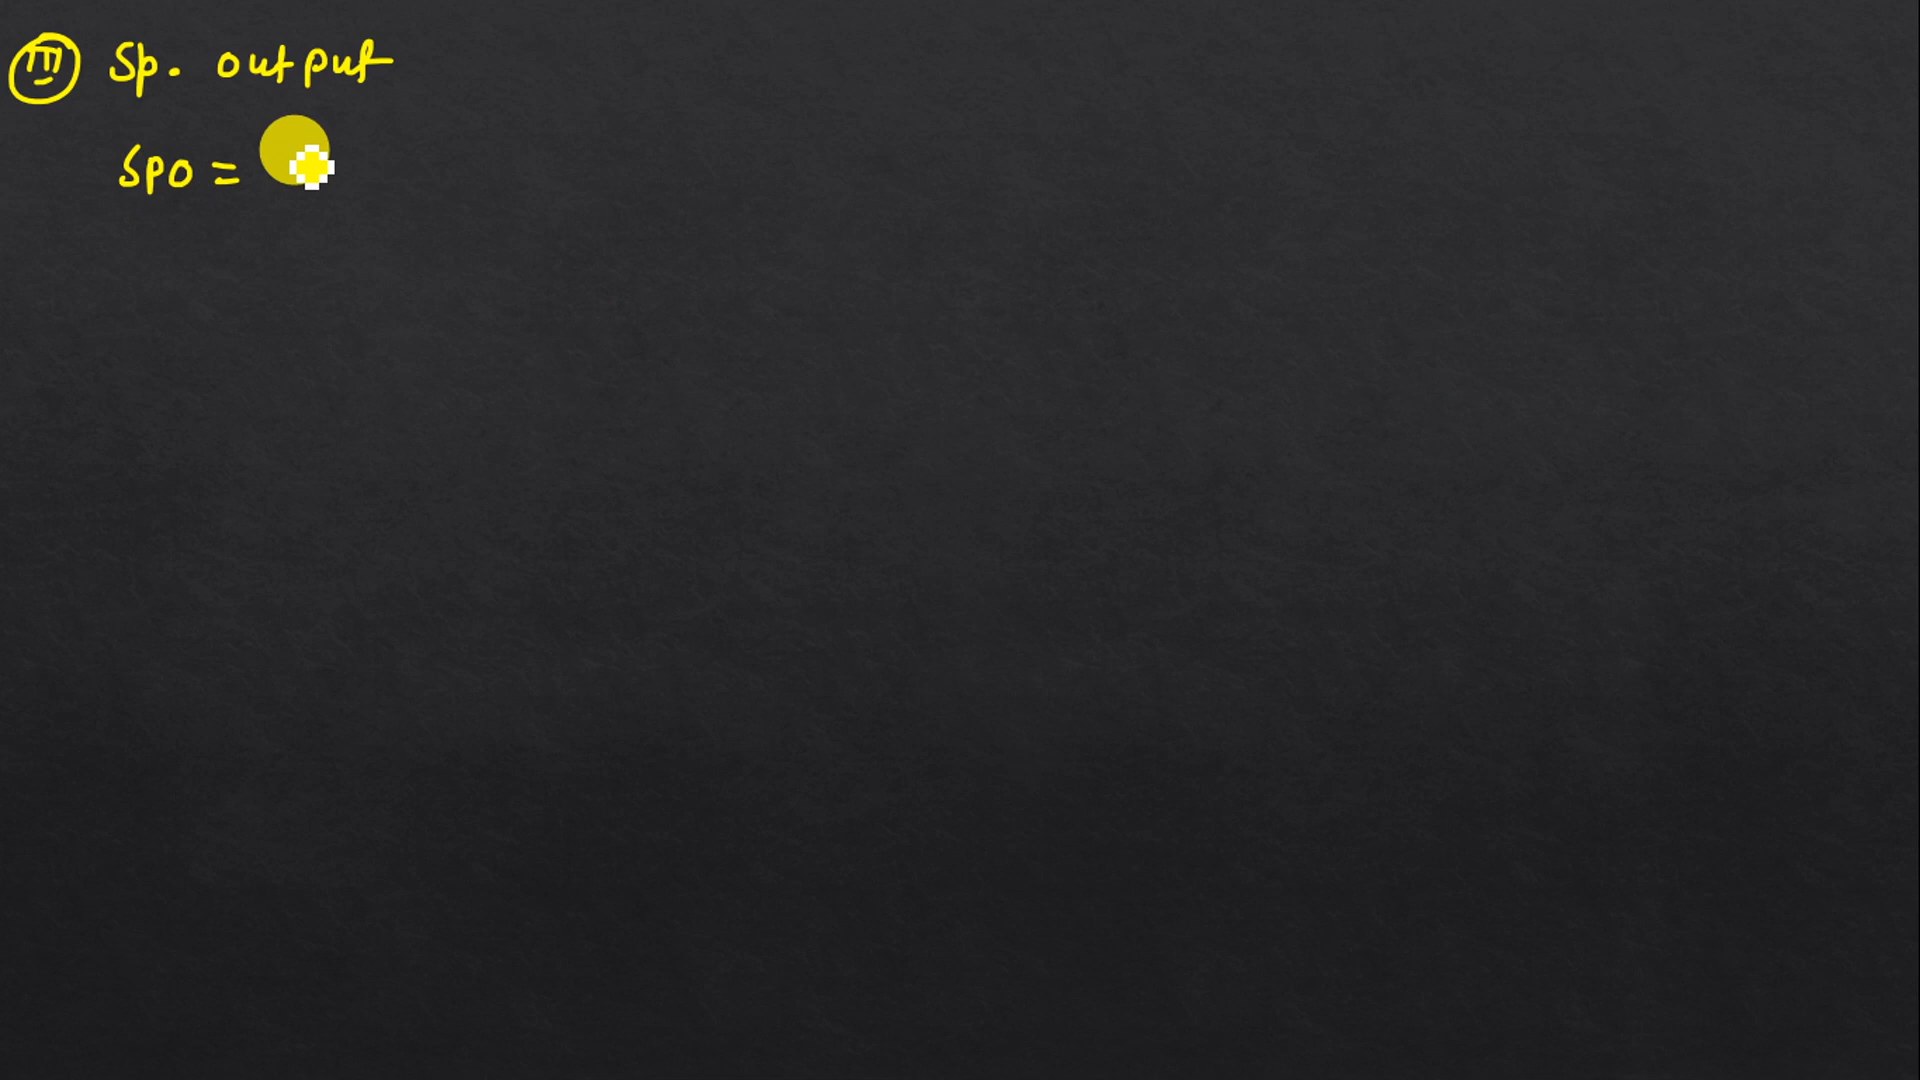 III Sp. output
SPO =